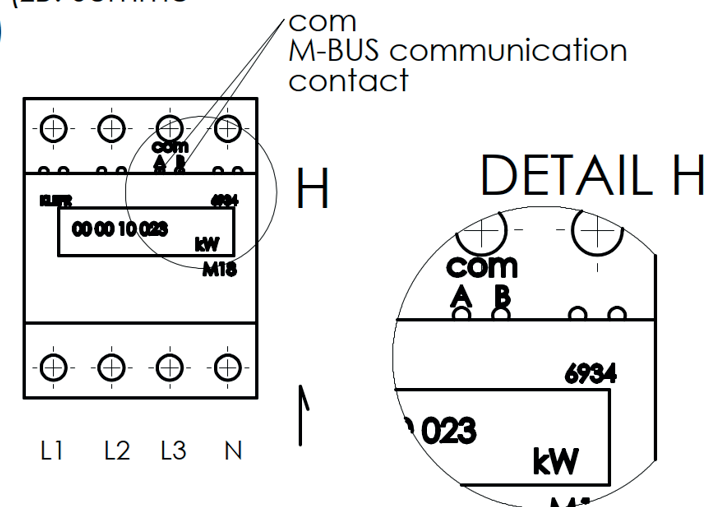 com
M-BUS communication
contact
com
A B
6934
00 00 10 023
kW
M18
L1 L2 L3 N
H
DETAIL H
com
A B
6934
023
kW